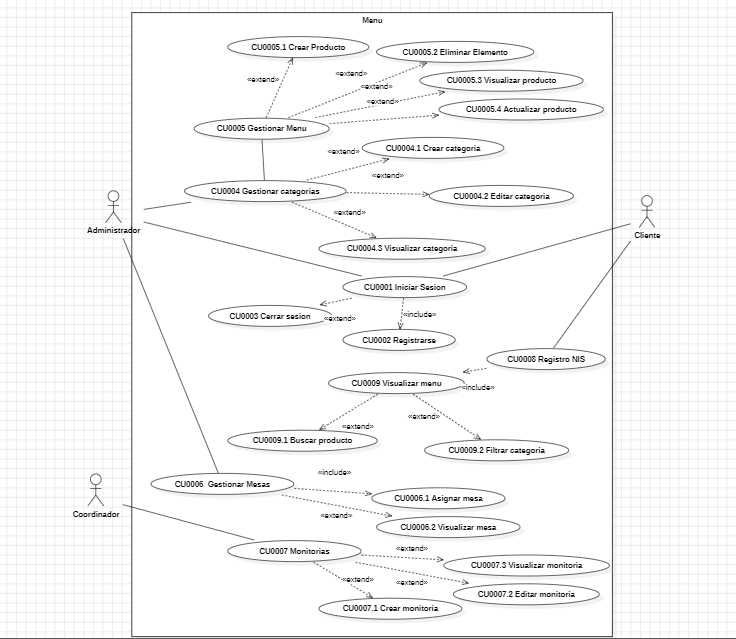 Menu
CU0005.1 Crear Producto
CU0005.2 Eliminar Elemento
«extend»
«extend»
CU0005.3 Visualizar producto
«extend»
«extend»
CU0005.4 Actualizar producto
CU0005 Gestionar Menu
CU0004.1 Crear categoria
«extend»
«extend»
CU0004 Gestionar categorias
CU0004.2 Editar categoria
«extend»
Administrador
Cliente
CU0004.3 Visualizar categoria
CU0001 Iniciar Sesion
CU0003 Cerrar sesion
«extend»
«include»
CU0002 Registrarse
CU0008 Registro NIS
CU0009 Visualizar menu
«include»
«extend»
«extend»
CU0009.1 Buscar producto
CU0009.2 Filtrar categoria
«include»
CU0006 Gestionar Mesas
CU0006.1 Asignar mesa
Coordinador
«extend»
CU0006.2 Visualizar mesa
CU0007 Monitorias
«extend»
CU0007.3 Visualizar monitoria
«extend»
«extend»
CU0007.2 Editar monitoria
CU0007.1 Crear monitoria